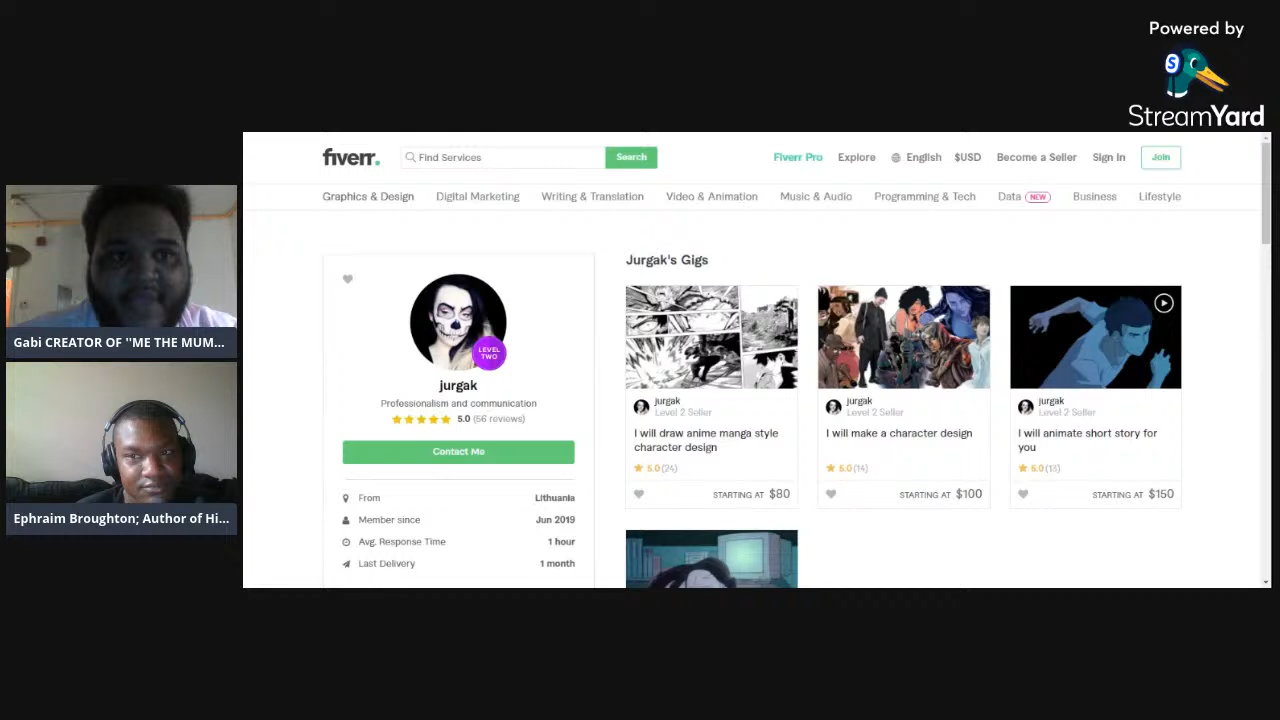 Powered by
StreamYard
fiverr.
Find Services
Search
Fiverr Pro
Explore
English
$USD
Become a Seller
Sign In
Join
Graphics & Design
Digital Marketing
Writing & Translation
Video & Animation
Music & Audio
Programming & Tech
Data NEW
Business
Lifestyle
Gabi CREATOR OF "ME THE MUM...
Ephraim Broughton; Author of Hi...
LEVEL
TWO
jurgak
Professionalism and communication
5.0 (56 reviews)
Contact Me
From Lithuania
Member since Jun 2019
Avg. Response Time 1 hour
Last Delivery 1 month
Jurgak's Gigs
jurgak
Level 2 Seller
I will draw anime manga style
character design
5.0 (24)
STARTING AT $80
jurgak
Level 2 Seller
I will make a character design
5.0 (14)
STARTING AT $100
jurgak
Level 2 Seller
I will animate short story for
you
5.0 (13)
STARTING AT $150